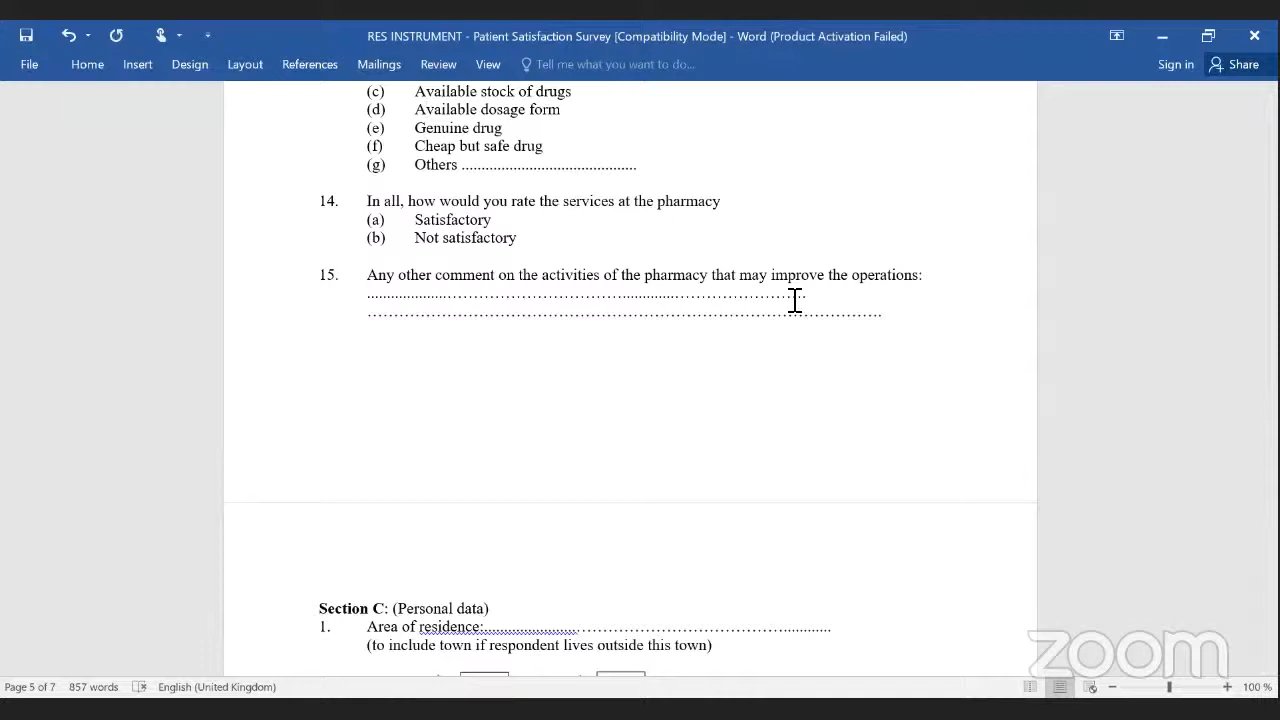 RES INSTRUMENT - Patient Satisfaction Survey [Compatibility Mode] - Word (Product Activation Failed)
File Home Insert Design Layout References Mailings Review View Tell me what you want to do... Sign in Share
(c) Available stock of drugs
(d) Available dosage form
(e) Genuine drug
(f) Cheap but safe drug
(g) Others ............................................
14. In all, how would you rate the services at the pharmacy
(a) Satisfactory
(b) Not satisfactory
15. Any other comment on the activities of the pharmacy that may improve the operations:
....................……………………………..............……………………..
…………………………………………………………………………………….
Section C: (Personal data)
1. Area of residence:.......................…………………………………............
(to include town if respondent lives outside this town)
zoom
Page 5 of 7 857 words English (United Kingdom) 100 %